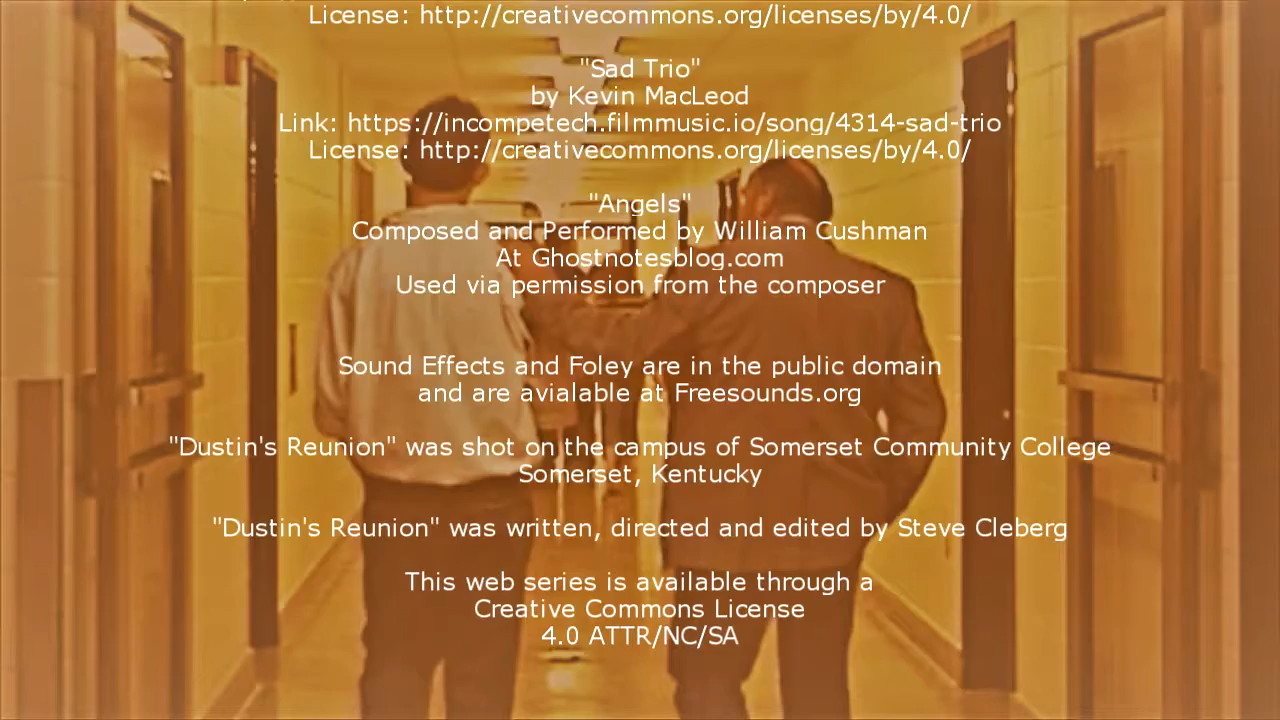 License: http://creativecommons.org/licenses/by/4.0/
"Sad Trio"
by Kevin MacLeod
Link: https://incompetech.filmmusic.io/song/4314-sad-trio
License: http://creativecommons.org/licenses/by/4.0/
"Angels"
Composed and Performed by William Cushman
At Ghostnotesblog.com
Used via permission from the composer
Sound Effects and Foley are in the public domain
and are avialable at Freesounds.org
"Dustin's Reunion" was shot on the campus of Somerset Community College
Somerset, Kentucky
"Dustin's Reunion" was written, directed and edited by Steve Cleberg
This web series is available through a
Creative Commons License
4.0 ATTR/NC/SA